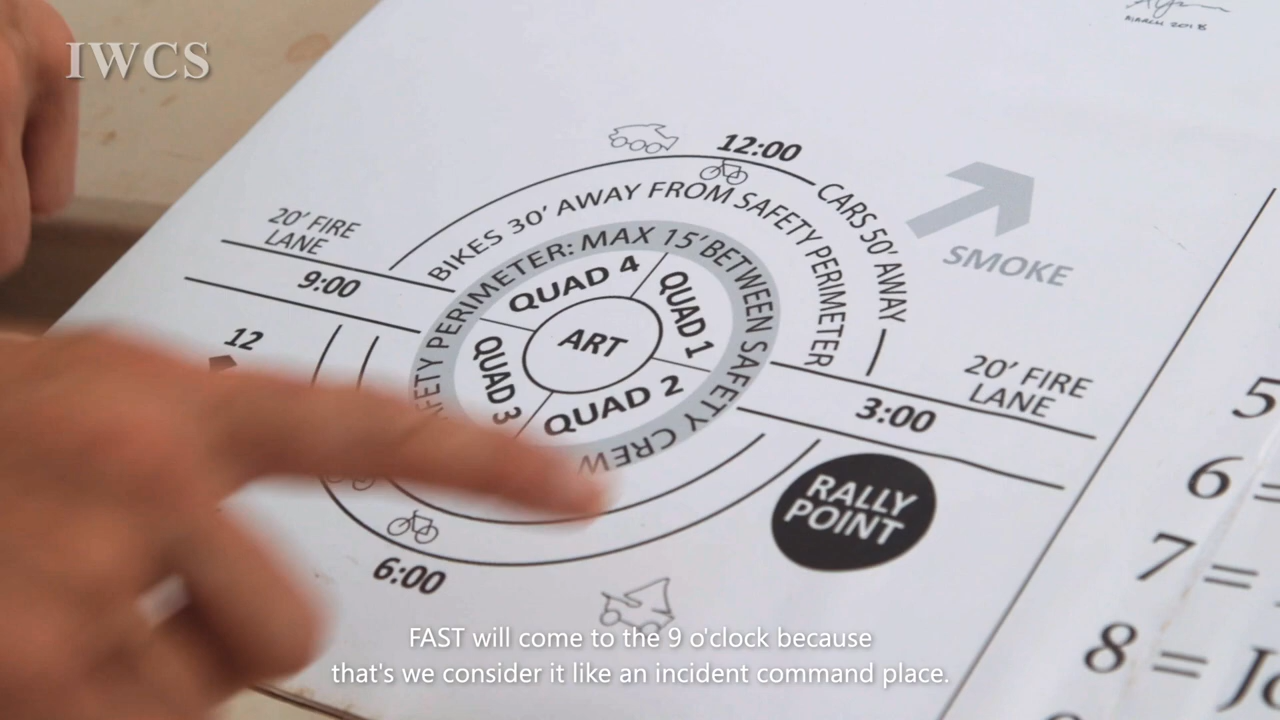 IWCS
MARCH 2018
12:00
CARS 50' AWAY
BIKES 30' AWAY FROM SAFETY PERIMETER
SMOKE
20' FIRE
LANE
9:00
SAFETY PERIMETER: MAX 15' BETWEEN SAFETY CREW
QUAD 4
QUAD 1
ART
QUAD 3
QUAD 2
12
20' FIRE
LANE
3:00
RALLY
POINT
6:00
5
6 =
7 =
8 = Jo
FAST will come to the 9 o'clock because
that's we consider it like an incident command place.